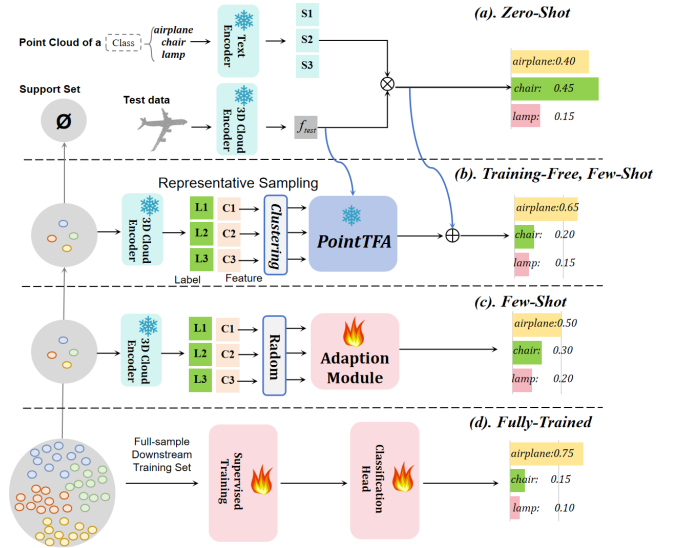 (a). Zero-Shot
Point Cloud of a
Class
airplane
chair
lamp
Text
Encoder
S1
S2
S3
airplane:0.40
chair: 0.45
lamp: 0.15
Support Set
Ø
Test data
3D Cloud
Encoder
f test
(b). Training-Free, Few-Shot
Representative Sampling
3D Cloud
Encoder
L1 C1
L2 C2
L3 C3
Label
Feature
Clustering
PointTFA
airplane:0.65
chair: 0.20
lamp: 0.15
(c). Few-Shot
3D Cloud
Encoder
L1 C1
L2 C2
L3 C3
Radom
Adaption
Module
airplane:0.50
chair: 0.30
lamp: 0.20
(d). Fully-Trained
Full-sample
Downstream
Training Set
Supervised
Training
Classification
Head
airplane:0.75
chair: 0.15
lamp: 0.10